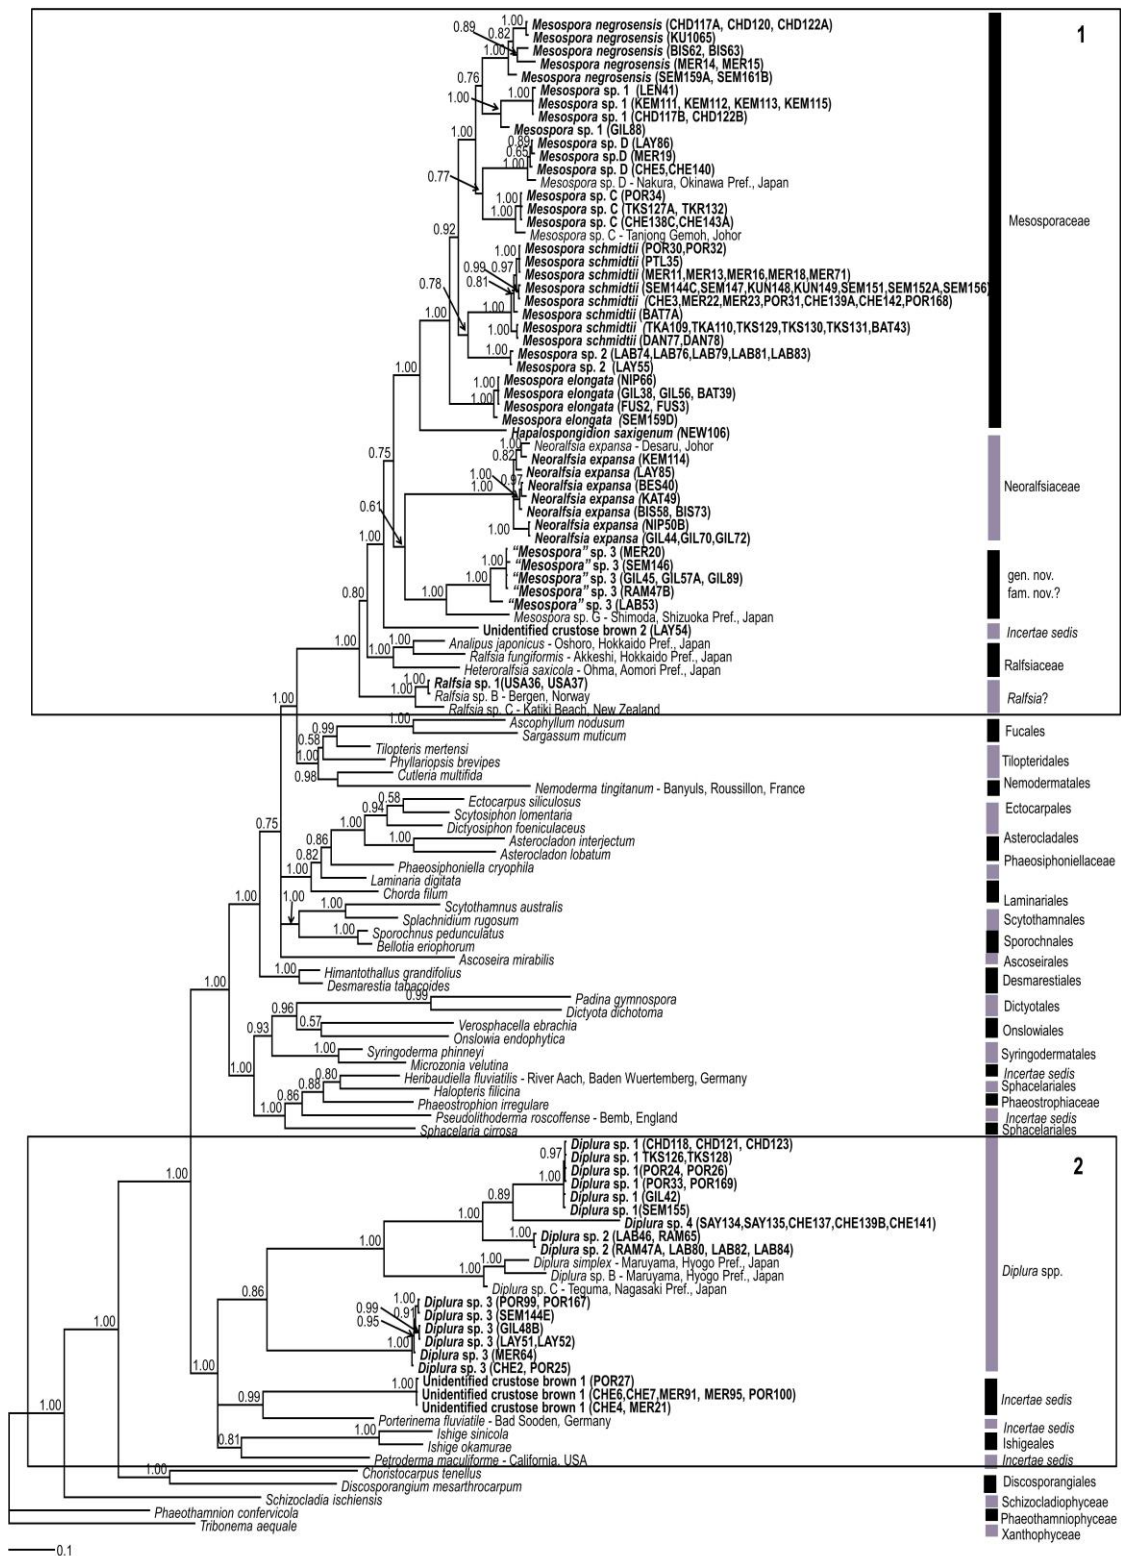 1
Mesospora negrosensis (CHD117A, CHD120, CHD122A)
Mesospora negrosensis (KU1065)
Mesospora negrosensis (BIS62, BIS63)
Mesospora negrosensis (MER14, MER15)
Mesospora negrosensis (SEM159A, SEM161B)
Mesospora sp. 1 (LEN41)
Mesospora sp. 1 (KEM111, KEM112, KEM113, KEM115)
Mesospora sp. 1 (CHD117B, CHD122B)
Mesospora sp. 1 (GIL88)
Mesospora sp. D (LAY86)
Mesospora sp.D (MER19)
Mesospora sp. D (CHE5,CHE140)
Mesospora sp. D - Nakura, Okinawa Pref., Japan
Mesospora sp. C (POR34)
Mesospora sp. C (TKS127A, TKR132)
Mesospora sp. C (CHE138C,CHE143A)
Mesospora sp. C - Tanjong Gemoh, Johor
Mesospora schmidtii (POR30,POR32)
Mesospora schmidtii (PTL35)
Mesospora schmidtii (MER11,MER13,MER16,MER18,MER71)
Mesospora schmidtii (SEM144C,SEM147,KUN148,KUN149,SEM151,SEM152A,SEM156)
Mesospora schmidtii (CHE3,MER22,MER23,POR31,CHE139A,CHE142,POR168)
Mesospora schmidtii (BAT7A)
Mesospora schmidtii (TKA109,TKA110,TKS129,TKS130,TKS131,BAT43)
Mesospora schmidtii (DAN77,DAN78)
Mesospora sp. 2 (LAB74,LAB76,LAB79,LAB81,LAB83)
Mesospora sp. 2 (LAY55)
Mesospora elongata (NIP66)
Mesospora elongata (GIL38, GIL56, BAT39)
Mesospora elongata (FUS2, FUS3)
Mesospora elongata (SEM159D)
Hapalospongidion saxigenum (NEW106)
Neoralfsia expansa - Desaru, Johor
Neoralfsia expansa (KEM114)
Neoralfsia expansa (LAY85)
Neoralfsia expansa (BES40)
Neoralfsia expansa (KAT49)
Neoralfsia expansa (BIS58, BIS73)
Neoralfsia expansa (NIP50B)
Neoralfsia expansa (GIL44,GIL70,GIL72)
"Mesospora" sp. 3 (MER20)
"Mesospora" sp. 3 (SEM146)
"Mesospora" sp. 3 (GIL45, GIL57A, GIL89)
"Mesospora" sp. 3 (RAM47B)
"Mesospora" sp. 3 (LAB53)
Mesospora sp. G - Shimoda, Shizuoka Pref., Japan
Unidentified crustose brown 2 (LAY54)
Analipus japonicus - Oshoro, Hokkaido Pref., Japan
Ralfsia fungiformis - Akkeshi, Hokkaido Pref., Japan
Heteroralfsia saxicola - Ohma, Aomori Pref., Japan
Ralfsia sp. 1(USA36, USA37)
Ralfsia sp. B - Bergen, Norway
Ralfsia sp. C - Katiki Beach, New Zealand
Ascophyllum nodusum
Sargassum muticum
Tilopteris mertensi
Phyllariopsis brevipes
Cutleria multifida
Nemoderma tingitanum - Banyuls, Roussillon, France
Ectocarpus siliculosus
Scytosiphon lomentaria
Dictyosiphon foeniculaceus
Asterocladon interjectum
Asterocladon lobatum
Phaeosiphoniella cryophila
Laminaria digitata
Chorda filum
Scytothamnus australis
Splachnidium rugosum
Sporochnus pedunculatus
Bellotia eriophorum
Ascoseira mirabilis
Himantothallus grandifolius
Desmarestia tabacoides
Padina gymnospora
Dictyota dichotoma
Verosphacella ebrachia
Onslowia endophytica
Syringoderma phinneyi
Microzonia velutina
Heribaudiella fluviatilis - River Aach, Baden Wuertemberg, Germany
Halopteris filicina
Phaeostrophion irregulare
Pseudolithoderma roscoffense - Bemb, England
Sphacelaria cirrosa
2
Diplura sp. 1 (CHD118, CHD121, CHD123)
Diplura sp. 1 TKS126,TKS128)
Diplura sp. 1(POR24, POR26)
Diplura sp. 1 (POR33, POR169)
Diplura sp. 1 (GIL42)
Diplura sp. 1(SEM155)
Diplura sp. 4 (SAY134,SAY135,CHE137,CHE139B,CHE141)
Diplura sp. 2 (LAB46, RAM65)
Diplura sp. 2 (RAM47A, LAB80, LAB82, LAB84)
Diplura simplex - Maruyama, Hyogo Pref., Japan
Diplura sp. B - Maruyama, Hyogo Pref., Japan
Diplura sp. C - Teguma, Nagasaki Pref., Japan
Diplura sp. 3 (POR99, POR167)
Diplura sp. 3 (SEM144E)
Diplura sp. 3 (GIL48B)
Diplura sp. 3 (LAY51,LAY52)
Diplura sp. 3 (MER64)
Diplura sp. 3 (CHE2, POR25)
Unidentified crustose brown 1 (POR27)
Unidentified crustose brown 1 (CHE6,CHE7,MER91, MER95, POR100)
Unidentified crustose brown 1 (CHE4, MER21)
Porterinema fluviatile - Bad Sooden, Germany
Ishige sinicola
Ishige okamurae
Petroderma maculiforme - California, USA
Choristocarpus tenellus
Discosporangium mesarthrocarpum
Schizocladia ischiensis
Phaeothamnion confervicola
Tribonema aequale
0.1
Mesosporaceae
Neoralfsiaceae
gen. nov.
fam. nov.?
Incertae sedis
Ralfsiaceae
Ralfsia?
Fucales
Tilopteridales
Nemodermatales
Ectocarpales
Asterocladales
Phaeosiphoniellaceae
Laminariales
Scytothamnales
Sporochnales
Ascoseirales
Desmarestiales
Dictyotales
Onslowiales
Syringodermatales
Incertae sedis
Sphacelariales
Phaeostrophiaceae
Incertae sedis
Sphacelariales
Diplura spp.
Incertae sedis
Incertae sedis
Ishigeales
Incertae sedis
Discosporangiales
Schizocladiophyceae
Phaeothamniophyceae
Xanthophyceae